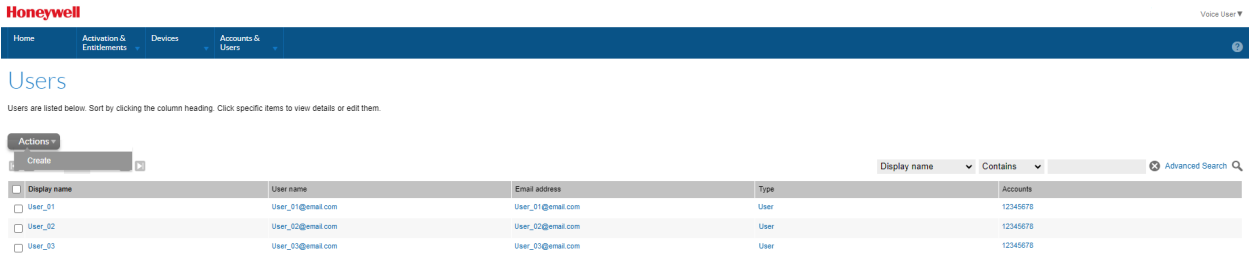 Honeywell
Voice User▼
Home Activation & Entitlements Devices Accounts & Users
Users
Users are listed below. Sort by clicking the column heading. Click specific items to view details or edit them.
Actions
Create
Display name Contains Advanced Search
Display name User name Email address Type Accounts
User_01 User_01@email.com User_01@email.com User 12345678
User_02 User_02@email.com User_02@email.com User 12345678
User_03 User_03@email.com User_03@email.com User 12345678